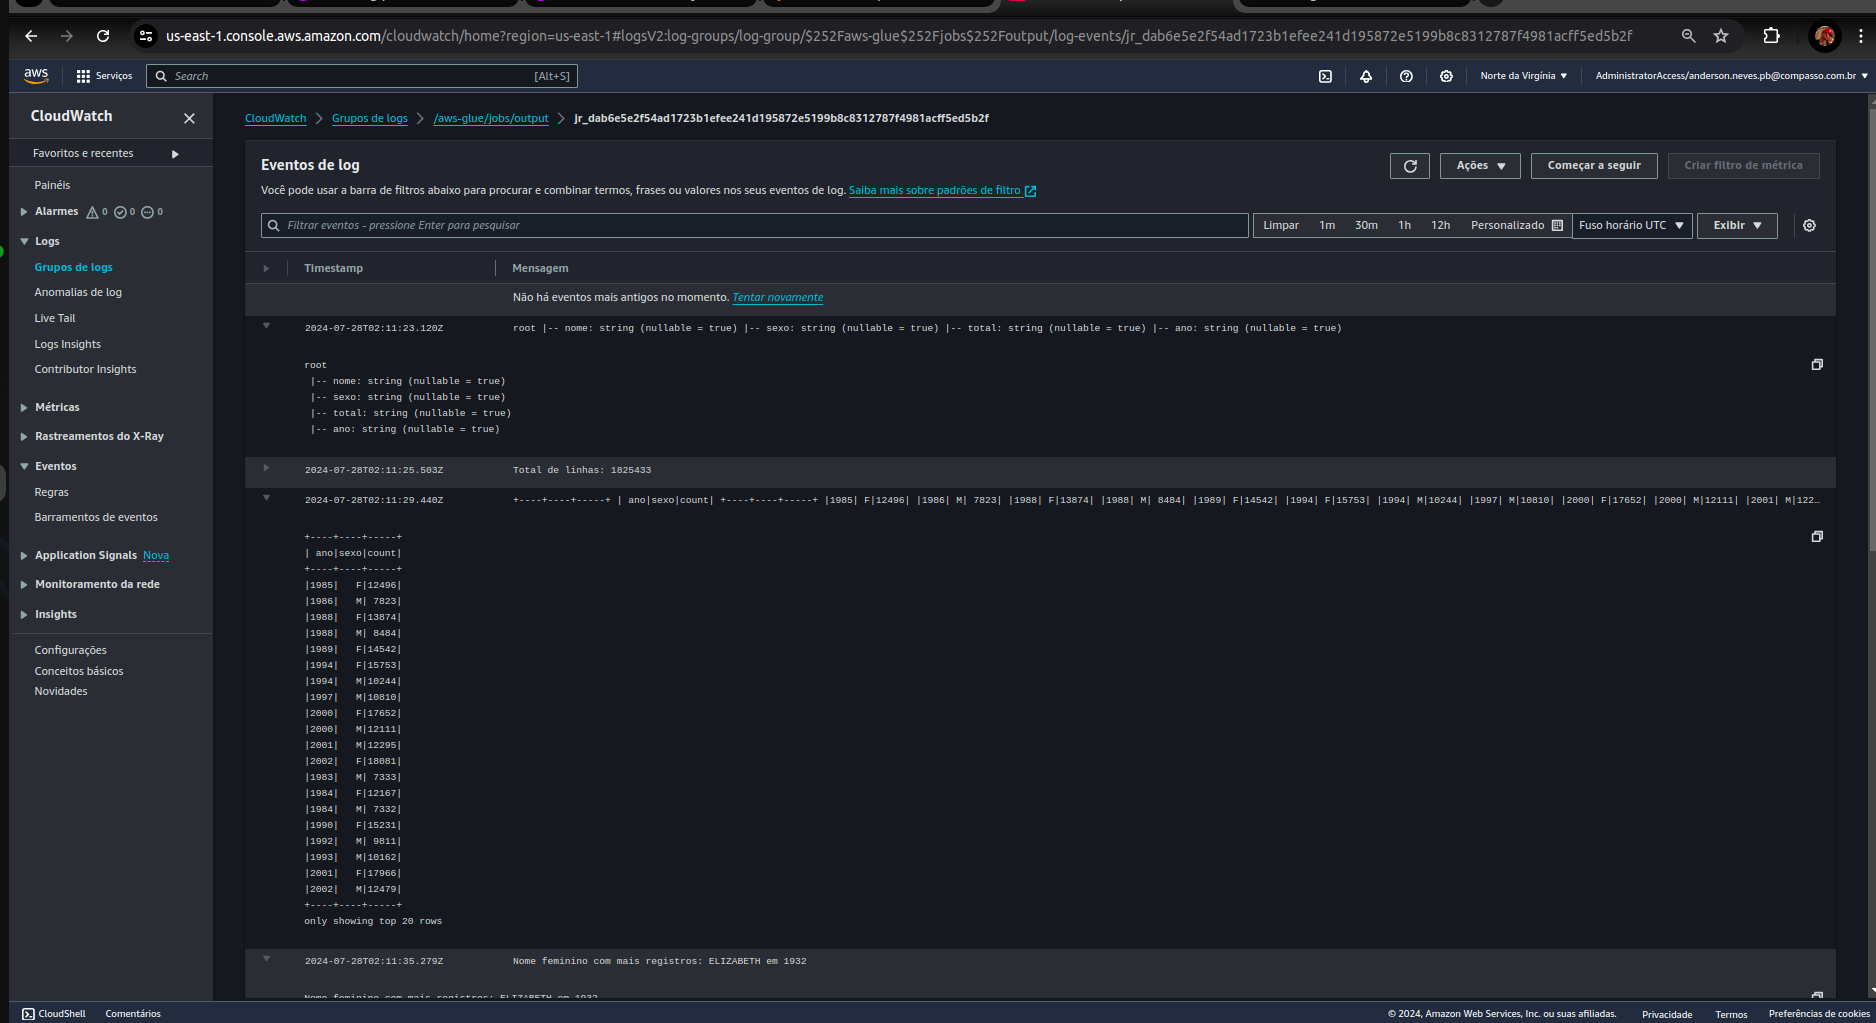 us-east-1.console.aws.amazon.com/cloudwatch/home?region=us-east-1#logsV2:log-groups/log-group/$252Faws-glue$252Fjobs$252Foutput/log-events/jr_dab6e5e2f54ad1723b1efee241d195872e5199b8c8312787f4981acff5ed5b2f
aws Serviços Search [Alt+S] Norte da Virgínia ▼ AdministratorAccess/anderson.neves.pb@compasso.com.br ▼
CloudWatch
Favoritos e recentes
Painéis
Alarmes 0 0 0
Logs
Grupos de logs
Anomalias de log
Live Tail
Logs Insights
Contributor Insights
Métricas
Rastreamentos do X-Ray
Eventos
Regras
Barramentos de eventos
Application Signals Nova
Monitoramento da rede
Insights
Configurações
Conceitos básicos
Novidades
CloudWatch > Grupos de logs > /aws-glue/jobs/output > jr_dab6e5e2f54ad1723b1efee241d195872e5199b8c8312787f4981acff5ed5b2f
Eventos de log
Ações ▼ Começar a seguir Criar filtro de métrica
Você pode usar a barra de filtros abaixo para procurar e combinar termos, frases ou valores nos seus eventos de log. Saiba mais sobre padrões de filtro
Filtrar eventos - pressione Enter para pesquisar Limpar 1m 30m 1h 12h Personalizado Fuso horário UTC ▼ Exibir ▼
Timestamp Mensagem
Não há eventos mais antigos no momento. Tentar novamente
2024-07-28T02:11:23.120Z root |-- nome: string (nullable = true) |-- sexo: string (nullable = true) |-- total: string (nullable = true) |-- ano: string (nullable = true)
root
|-- nome: string (nullable = true)
|-- sexo: string (nullable = true)
|-- total: string (nullable = true)
|-- ano: string (nullable = true)
2024-07-28T02:11:25.503Z Total de linhas: 1825433
2024-07-28T02:11:29.440Z +----+----+-----+ | ano|sexo|count| +----+----+-----+ |1985| F|12496| |1986| M| 7823| |1988| F|13874| |1988| M| 8484| |1989| F|14542| |1994| F|15753| |1994| M|10244| |1997| M|10810| |2000| F|17652| |2000| M|12111| |2001| M|122…
+----+----+-----+
| ano|sexo|count|
+----+----+-----+
|1985|   F|12496|
|1986|   M| 7823|
|1988|   F|13874|
|1988|   M| 8484|
|1989|   F|14542|
|1994|   F|15753|
|1994|   M|10244|
|1997|   M|10810|
|2000|   F|17652|
|2000|   M|12111|
|2001|   M|12295|
|2002|   F|18081|
|1983|   M| 7333|
|1984|   F|12167|
|1984|   M| 7332|
|1990|   F|15231|
|1992|   M| 9811|
|1993|   M|10162|
|2001|   F|17966|
|2002|   M|12479|
+----+----+-----+
only showing top 20 rows
2024-07-28T02:11:35.279Z Nome feminino com mais registros: ELIZABETH em 1932
Nome feminino com mais registros: ELIZABETH em 1932
CloudShell Comentários © 2024, Amazon Web Services, Inc. ou suas afiliadas. Privacidade Termos Preferências de cookies